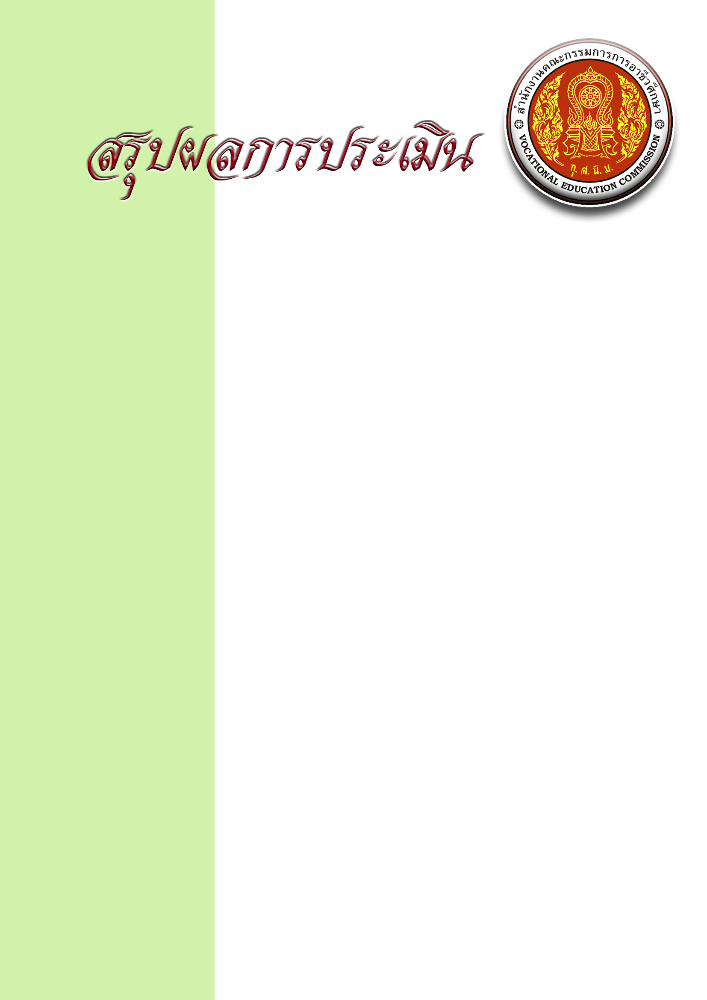 สรุปผลการประเมิน
สำนักงานคณะกรรมการการอาชีวศึกษา
ทุ. ส. นิ. ม.
VOCATIONAL EDUCATION COMMISSION